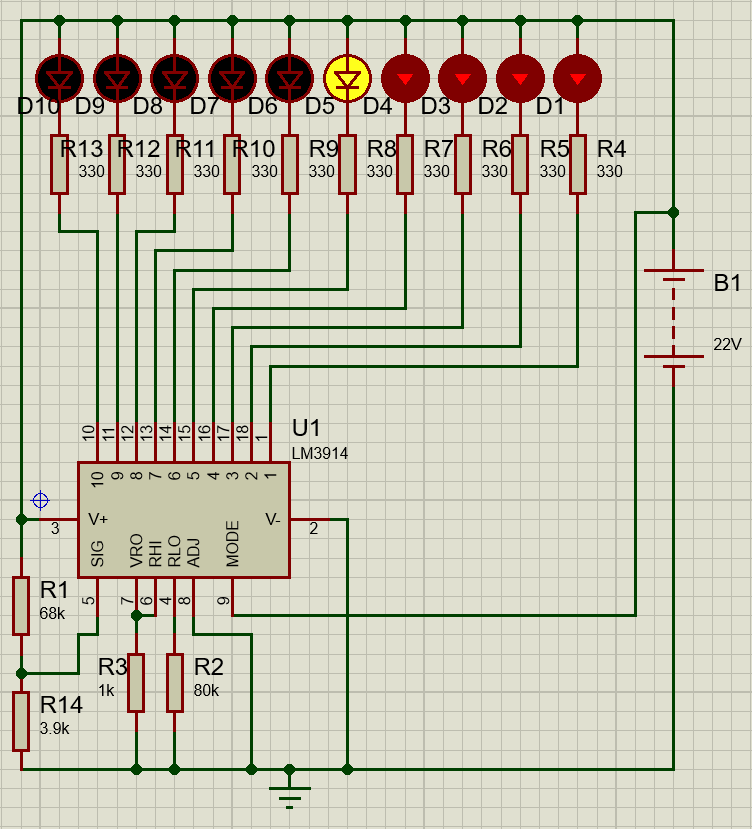 D10 D9 D8 D7 D6 D5 D4 D3 D2 D1
R13 R12 R11 R10 R9 R8 R7 R6 R5 R4
330 330 330 330 330 330 330 330 330 330
B1
22V
U1
LM3914
10 11 12 13 14 15 16 17 18 1
10 9 8 7 6 5 4 3 2 1
V+ V-
3 2
SIG VRO RHI RLO ADJ MODE
5 7 6 4 8 9
R1
68k
R3 R2
1k 80k
R14
3.9k